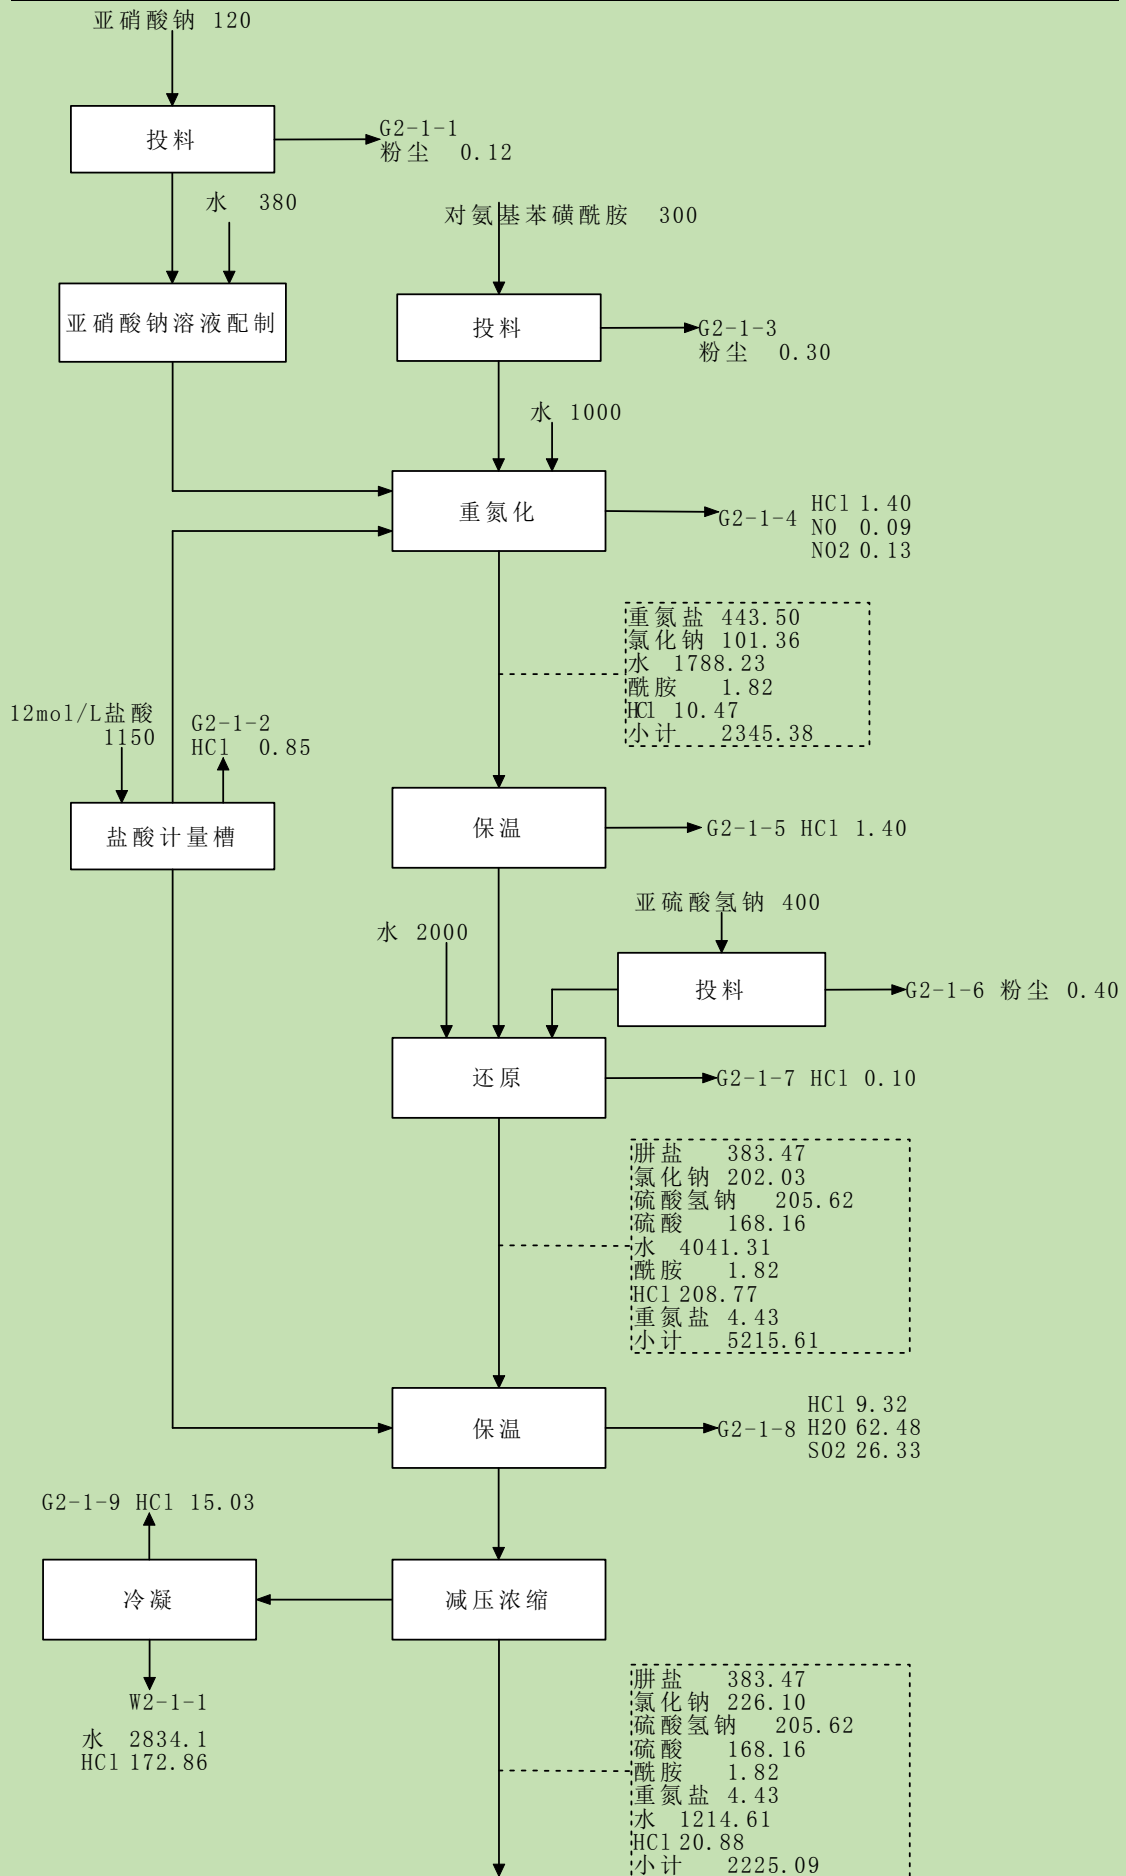 亚硝酸钠 120
投料
G2-1-1
粉尘 0.12
水 380
对氨基苯磺酰胺 300
亚硝酸钠溶液配制
投料
G2-1-3
粉尘 0.30
水 1000
重氮化
G2-1-4
HCl 1.40
NO 0.09
NO2 0.13
重氮盐 443.50
氯化钠 101.36
水 1788.23
酰胺 1.82
HCl 10.47
小计 2345.38
12mol/L盐酸
1150
G2-1-2
HCl 0.85
盐酸计量槽
保温
G2-1-5 HCl 1.40
亚硫酸氢钠 400
水 2000
投料
G2-1-6 粉尘 0.40
还原
G2-1-7 HCl 0.10
肼盐 383.47
氯化钠 202.03
硫酸氢钠 205.62
硫酸 168.16
水 4041.31
酰胺 1.82
HCl 208.77
重氮盐 4.43
小计 5215.61
保温
G2-1-8
HCl 9.32
H2O 62.48
SO2 26.33
G2-1-9 HCl 15.03
冷凝
减压浓缩
W2-1-1
水 2834.1
HCl 172.86
肼盐 383.47
氯化钠 226.10
硫酸氢钠 205.62
硫酸 168.16
酰胺 1.82
重氮盐 4.43
水 1214.61
HCl 20.88
小计 2225.09